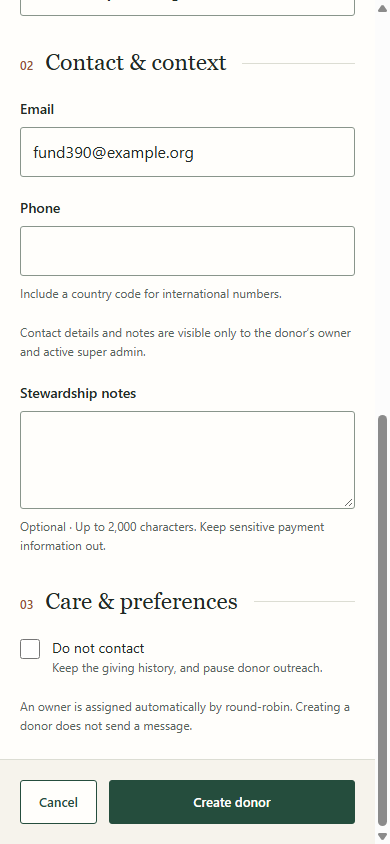 02 Contact & context
Email
fund390@example.org
Phone
Include a country code for international numbers.
Contact details and notes are visible only to the donor's owner
and active super admin.
Stewardship notes
Optional · Up to 2,000 characters. Keep sensitive payment
information out.
03 Care & preferences
Do not contact
Keep the giving history, and pause donor outreach.
An owner is assigned automatically by round-robin. Creating a
donor does not send a message.
Cancel
Create donor